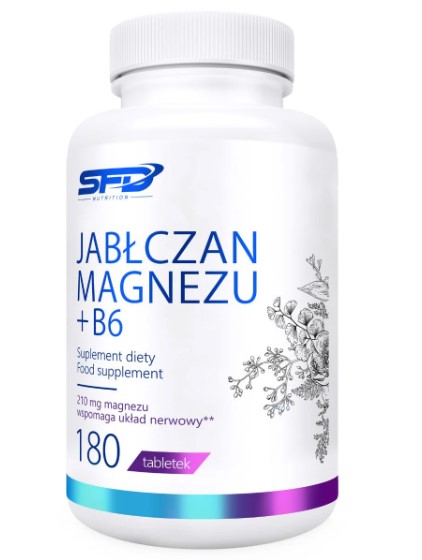 SFD
NUTRITION
JABŁCZAN
MAGNEZU
+B6
Suplement diety
Food supplement
210 mg magnezu
wspomaga układ nerwowy**
180 tabletek